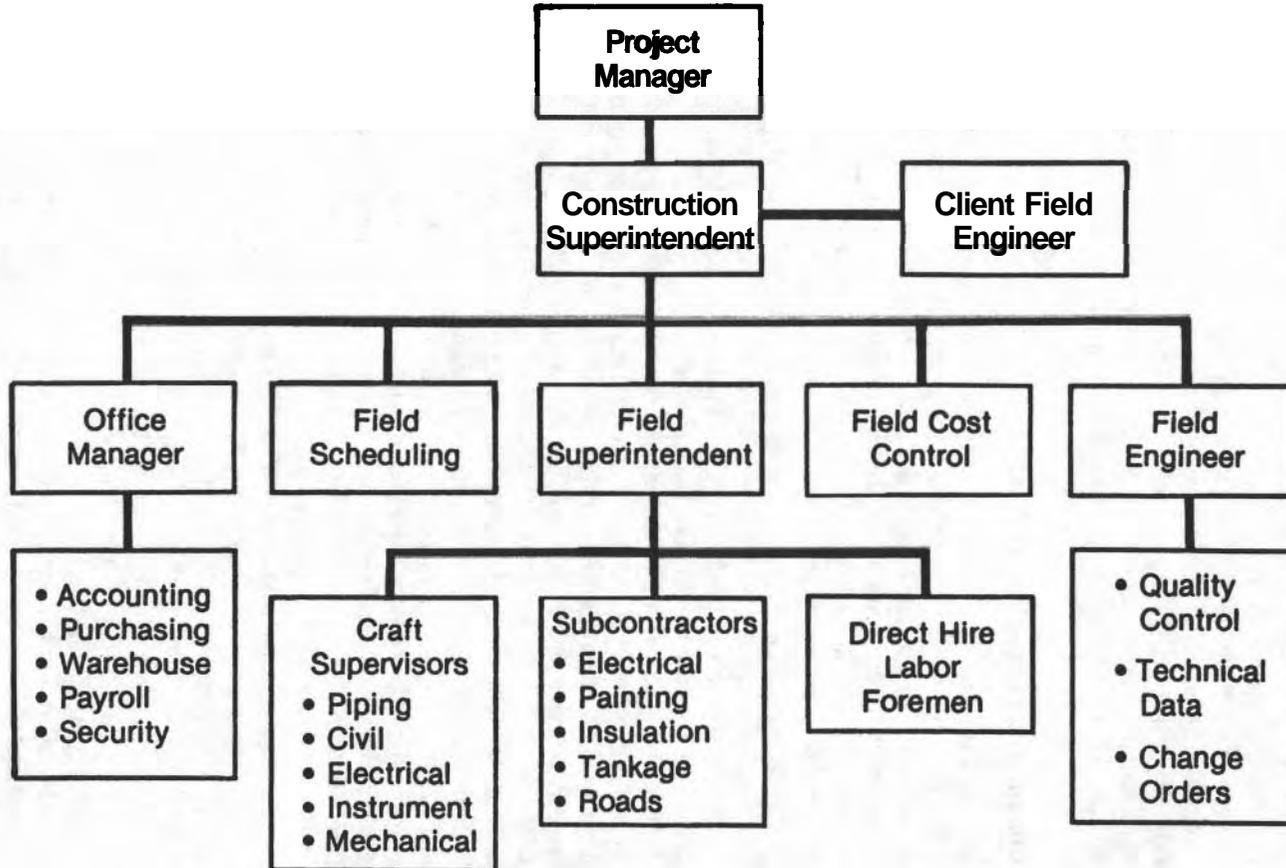 Project
Manager
Construction
Superintendent
Client Field
Engineer
Office
Manager
Field
Scheduling
Field
Superintendent
Field Cost
Control
Field
Engineer
• Accounting
• Purchasing
• Warehouse
• Payroll
• Security
Craft
Supervisors
• Piping
• Civil
• Electrical
• Instrument
• Mechanical
Subcontractors
• Electrical
• Painting
• Insulation
• Tankage
• Roads
Direct Hire
Labor
Foremen
• Quality
Control
• Technical
Data
• Change
Orders